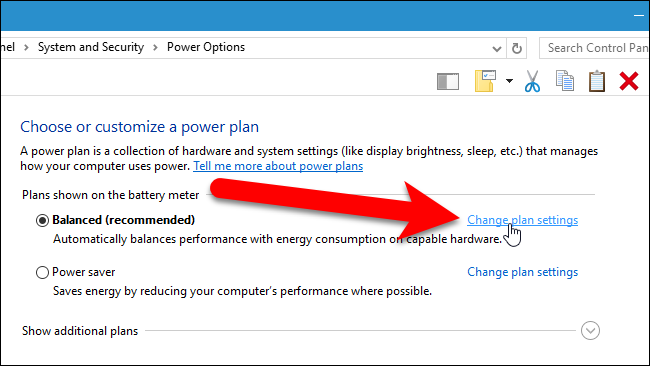 nel > System and Security > Power Options
Search Control Pan
Choose or customize a power plan
A power plan is a collection of hardware and system settings (like display brightness, sleep, etc.) that manages
how your computer uses power. Tell me more about power plans
Plans shown on the battery meter
Balanced (recommended) Change plan settings
Automatically balances performance with energy consumption on capable hardware.
Power saver Change plan settings
Saves energy by reducing your computer's performance where possible.
Show additional plans